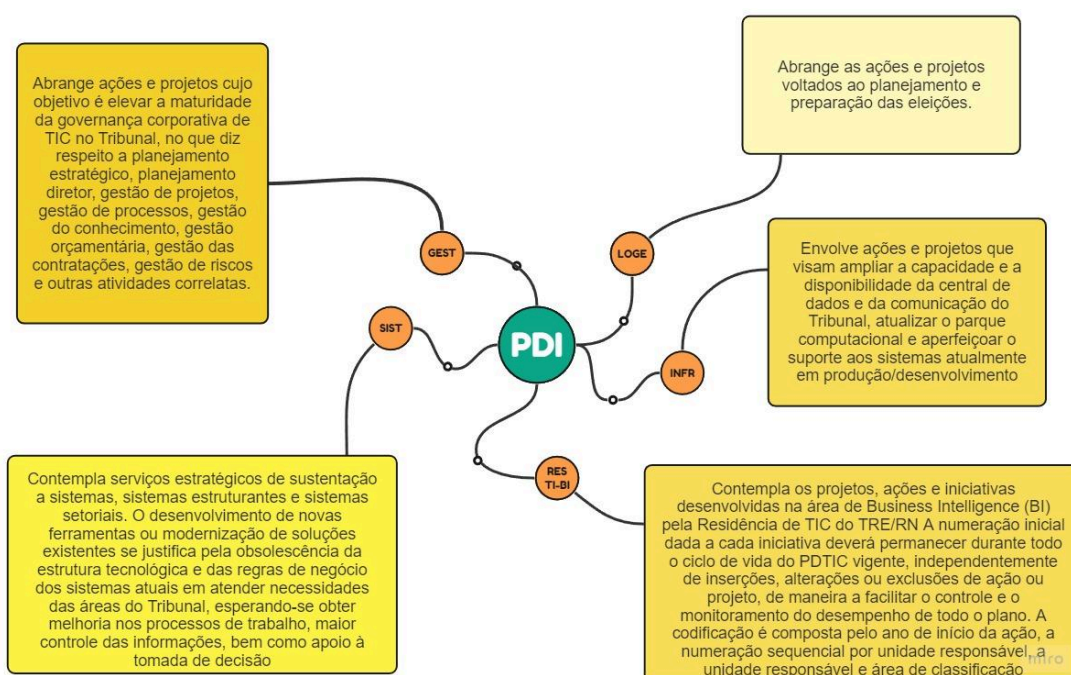 Abrange ações e projetos cujo
objetivo é elevar a maturidade
da governança corporativa de
TIC no Tribunal, no que diz
respeito a planejamento
estratégico, planejamento
diretor, gestão de projetos,
gestão de processos, gestão
do conhecimento, gestão
orçamentária, gestão das
contratações, gestão de riscos
e outras atividades correlatas.
Abrange as ações e projetos
voltados ao planejamento e
preparação das eleições.
GEST
LOGE
Envolve ações e projetos que
visam ampliar a capacidade e a
disponibilidade da central de
dados e da comunicação do
Tribunal, atualizar o parque
computacional e aperfeiçoar o
suporte aos sistemas atualmente
em produção/desenvolvimento
SIST
PDI
INFR
RES
TI-BI
Contempla serviços estratégicos de sustentação
a sistemas, sistemas estruturantes e sistemas
setoriais. O desenvolvimento de novas
ferramentas ou modernização de soluções
existentes se justifica pela obsolescência da
estrutura tecnológica e das regras de negócio
dos sistemas atuais em atender necessidades
das áreas do Tribunal, esperando-se obter
melhoria nos processos de trabalho, maior
controle das informações, bem como apoio à
tomada de decisão
Contempla os projetos, ações e iniciativas
desenvolvidas na área de Business Intelligence (BI)
pela Residência de TIC do TRE/RN A numeração inicial
dada a cada iniciativa deverá permanecer durante todo
o ciclo de vida do PDTIC vigente, independentemente
de inserções, alterações ou exclusões de ação ou
projeto, de maneira a facilitar o controle e o
monitoramento do desempenho de todo o plano. A
codificação é composta pelo ano de início da ação, a
numeração sequencial por unidade responsável, a
unidade responsável e área de classificação
miro